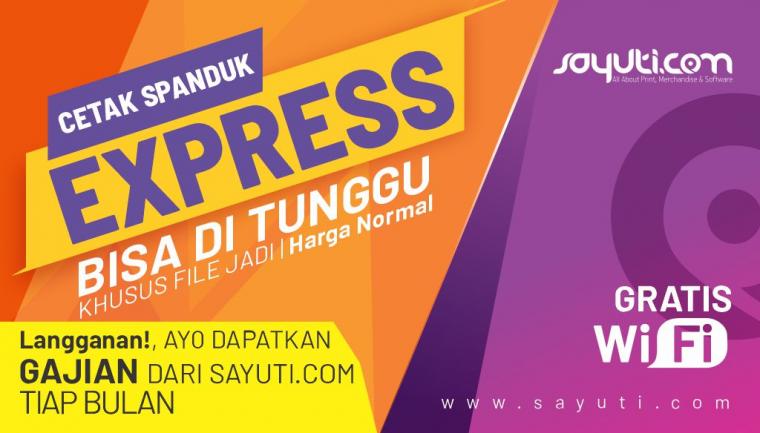 CETAK SPANDUK
EXPRESS
BISA DI TUNGGU
KHUSUS FILE JADI | Harga Normal
Langganan!, AYO DAPATKAN
GAJIAN DARI SAYUTI.COM
TIAP BULAN
sayuti.com
All About Print, Merchandise & Software
GRATIS
WiFi
www.sayuti.com